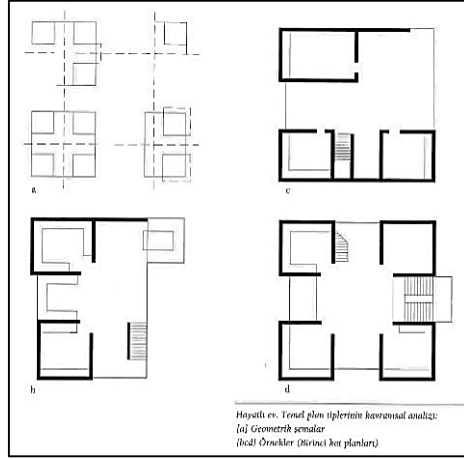 a
c
b
d
Hayatlı ev. Temel plan tiplerinin kavramsal analizi:
[a] Geometrik şemalar
[bcd] Örnekler (Birinci kat planları)